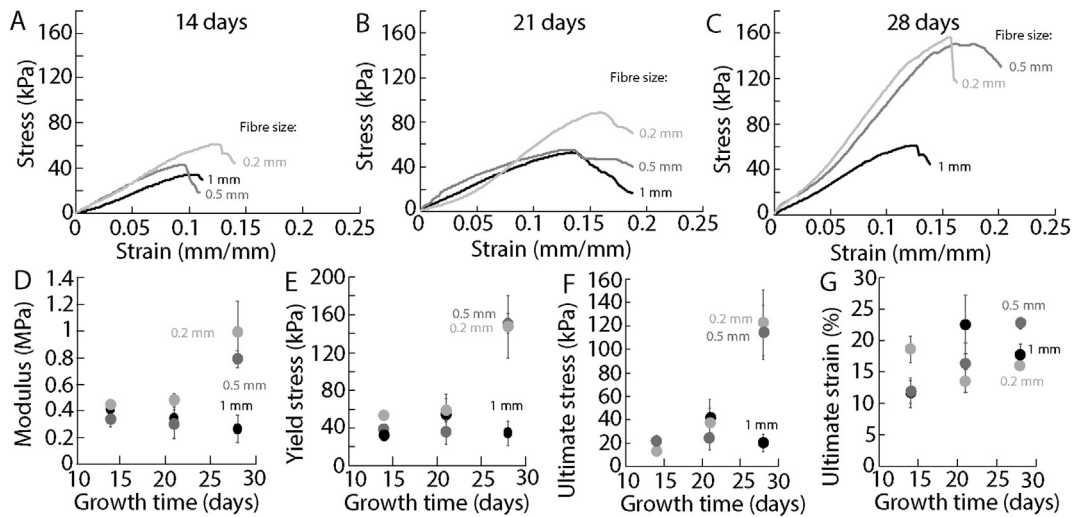 A
14 days
160
120
80
40
0
Stress (kPa)
Fibre size:
0.2 mm
1 mm
0.5 mm
0 0.05 0.1 0.15 0.2 0.25
Strain (mm/mm)
B
21 days
160
120
80
40
0
Stress (kPa)
Fibre size:
0.2 mm
0.5 mm
1 mm
0 0.05 0.1 0.15 0.2 0.25
Strain (mm/mm)
C
28 days
160
120
80
40
0
Stress (kPa)
Fibre size:
0.5 mm
0.2 mm
1 mm
0 0.05 0.1 0.15 0.2 0.25
Strain (mm/mm)
D
1.4
1.2
1
0.8
0.6
0.4
0.2
0
Modulus (MPa)
0.2 mm
0.5 mm
1 mm
10 15 20 25 30
Growth time (days)
E
200
160
120
80
40
0
Yield stress (kPa)
0.5 mm
0.2 mm
1 mm
10 15 20 25 30
Growth time (days)
F
160
140
120
100
80
60
40
20
0
Ultimate stress (kPa)
0.2 mm
0.5 mm
1 mm
10 15 20 25 30
Growth time (days)
G
30
25
20
15
10
5
0
Ultimate strain (%)
0.5 mm
1 mm
0.2 mm
10 15 20 25 30
Growth time (days)